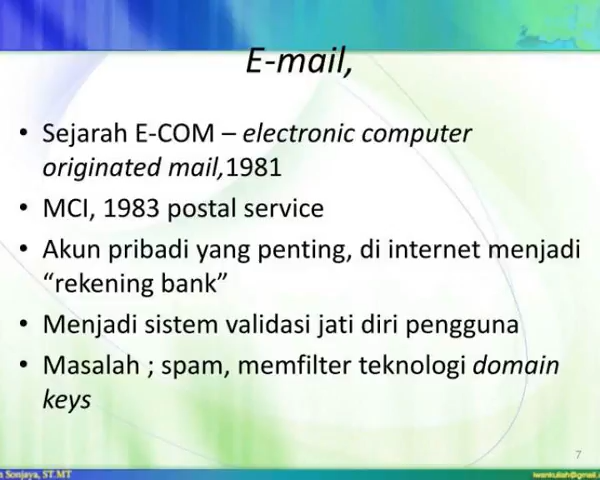 E-mail,
• Sejarah E-COM – electronic computer
originated mail,1981
• MCI, 1983 postal service
• Akun pribadi yang penting, di internet menjadi
“rekening bank”
• Menjadi sistem validasi jati diri pengguna
• Masalah ; spam, memfilter teknologi domain
keys
7
Sonjaya, ST.MT
iwankuliah@gmail.